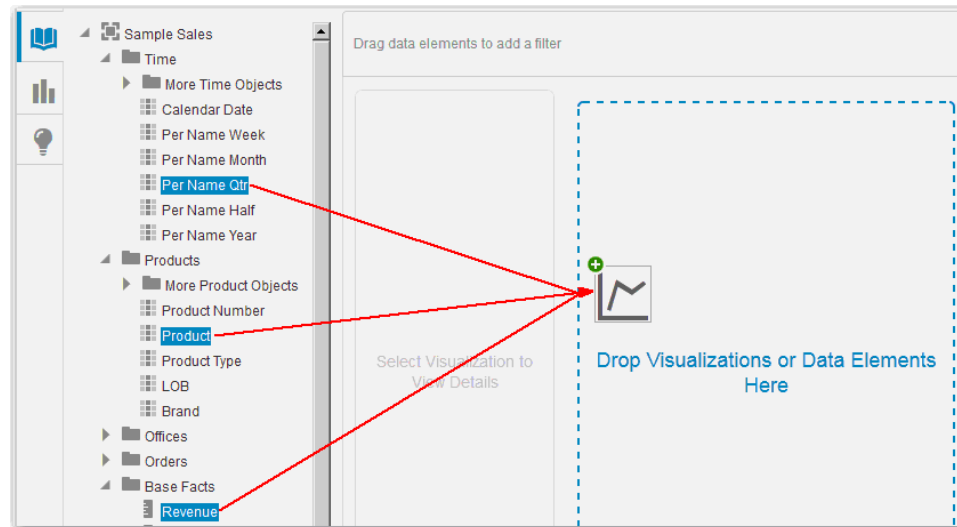 Sample Sales
Time
More Time Objects
Calendar Date
Per Name Week
Per Name Month
Per Name Qtr
Per Name Half
Per Name Year
Products
More Product Objects
Product Number
Product
Product Type
LOB
Brand
Offices
Orders
Base Facts
Revenue
Drag data elements to add a filter
Select Visualization to
View Details
Drop Visualizations or Data Elements
Here